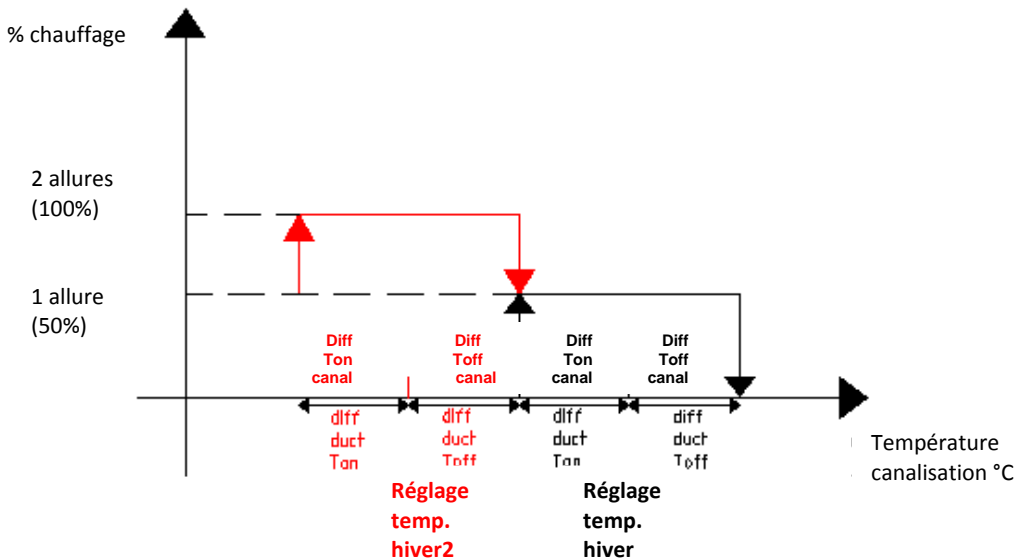 % chauffage
2 allures
(100%)
1 allure
(50%)
Diff
Ton
canal
Diff
Toff
canal
Diff
Ton
canal
Diff
Toff
canal
dIff
duct
Ton
dIff
duct
Toff
dIff
duct
Ton
diff
duct
Toff
Température
canalisation °C
Réglage
temp.
hiver2
Réglage
temp.
hiver